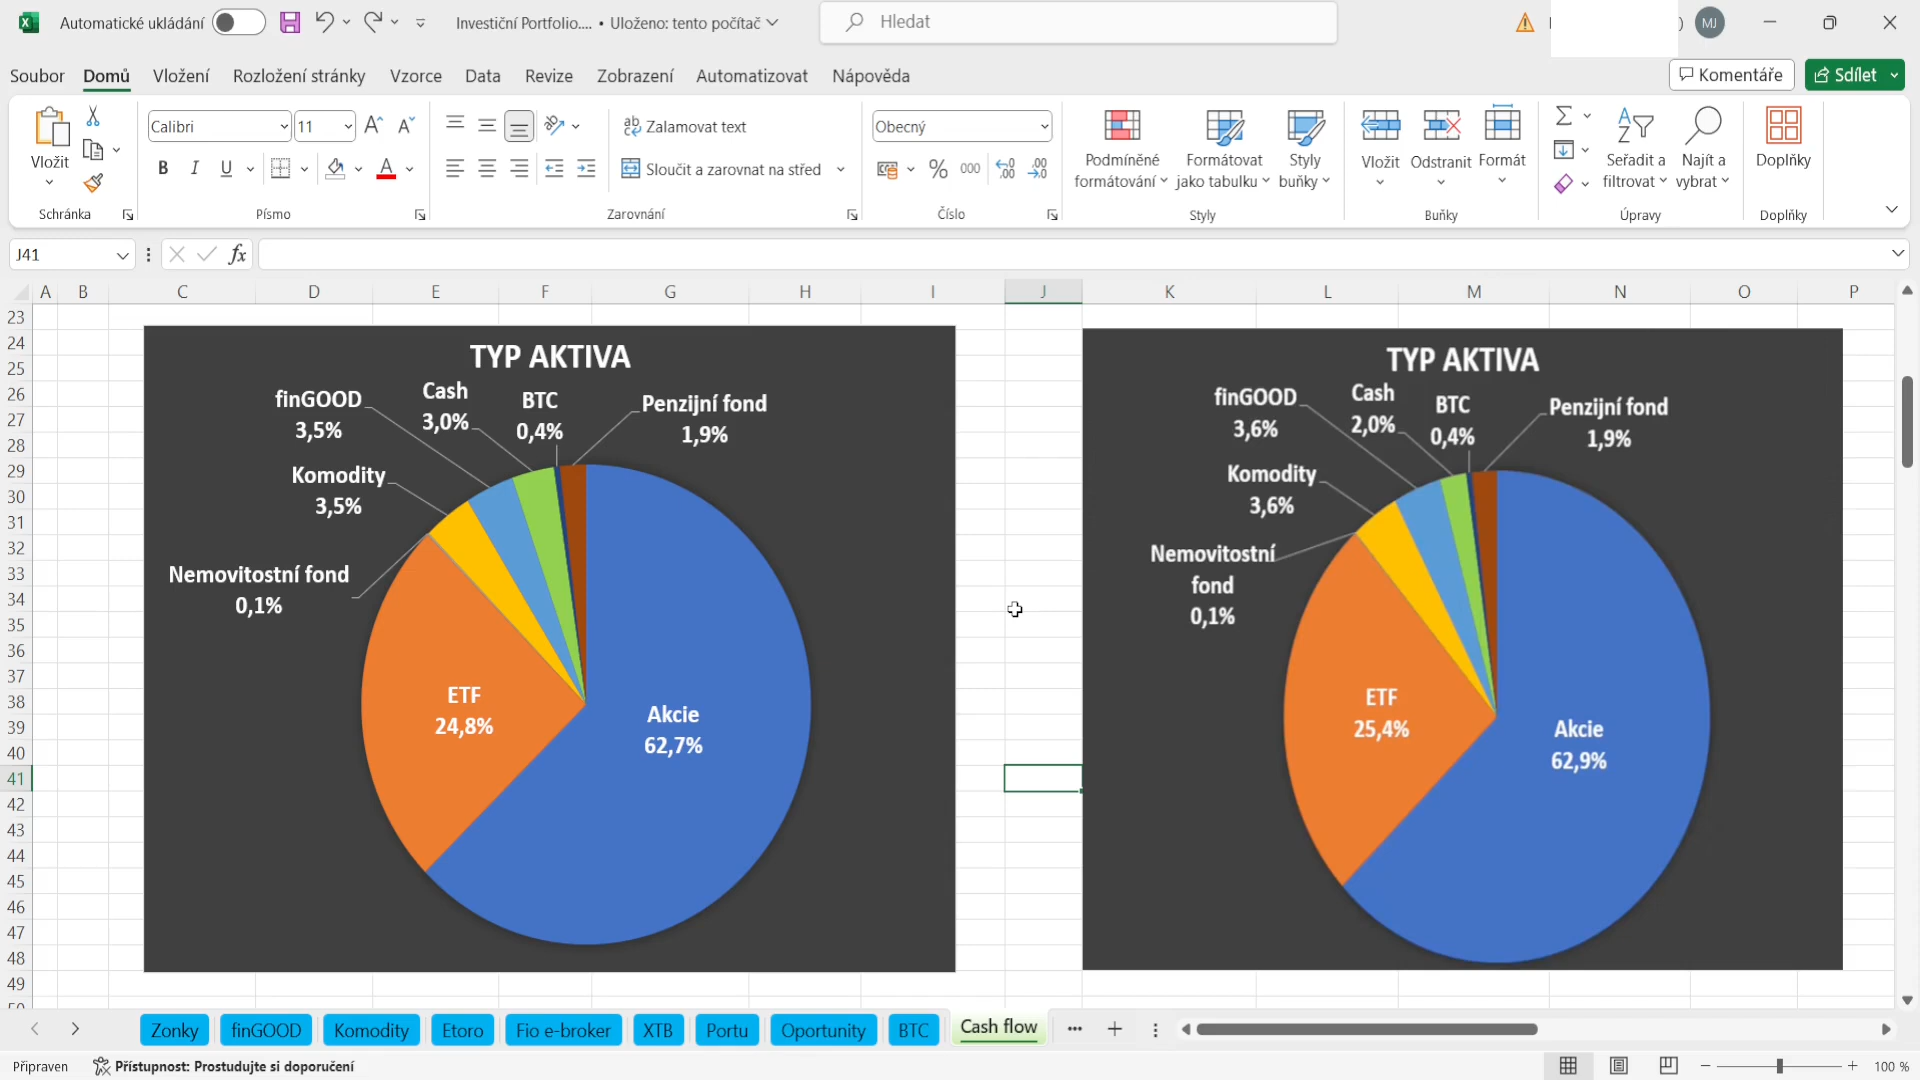 Automatické ukládání
Investiční Portfolio.... • Uloženo: tento počítač
Hledat
MJ
Soubor Domů Vložení Rozložení stránky Vzorce Data Revize Zobrazení Automatizovat Nápověda
Komentáře
Sdílet
Vložit
Schránka
Calibri
11
B I U
Písmo
Zalamovat text
Sloučit a zarovnat na střed
Zarovnání
Obecný
% 000
Číslo
Podmíněné
formátování
Formátovat
jako tabulku
Styly
buňky
Styly
Vložit
Odstranit
Formát
Buňky
Seřadit a
filtrovat
Najít a
vybrat
Úpravy
Doplňky
Doplňky
J41
fx
A B C D E F G H I J K L M N O P
23
24
25
26
27
28
29
30
31
32
33
34
35
36
37
38
39
40
41
42
43
44
45
46
47
48
49
TYP AKTIVA
finGOOD
3,5%
Cash
3,0%
BTC
0,4%
Penzijní fond
1,9%
Komodity
3,5%
Nemovitostní fond
0,1%
ETF
24,8%
Akcie
62,7%
TYP AKTIVA
finGOOD
3,6%
Cash
2,0%
BTC
0,4%
Penzijní fond
1,9%
Komodity
3,6%
Nemovitostní
fond
0,1%
ETF
25,4%
Akcie
62,9%
Zonky finGOOD Komodity Etoro Fio e-broker XTB Portu Oportunity BTC Cash flow
Připraven
Přístupnost: Prostudujte si doporučení
100 %